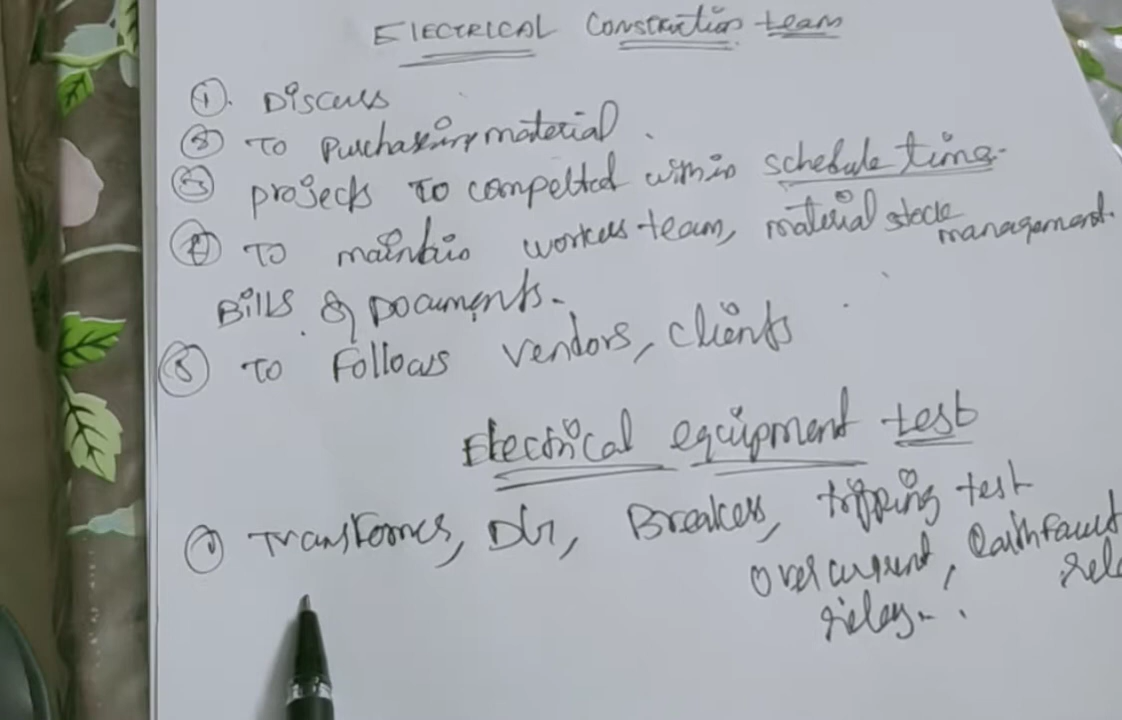 ELECTRICAL Construction team
① Discuss
② To Purchasing material.
③ projects To compelted within schedule time.
④ To maintain workers team, material stock management.
Bills & Documents.
⑤ To Follows vendors, clients
Electrical equipment test
① Transformes, DG, Breakers, tripping test
over current, Earthfault
relay..